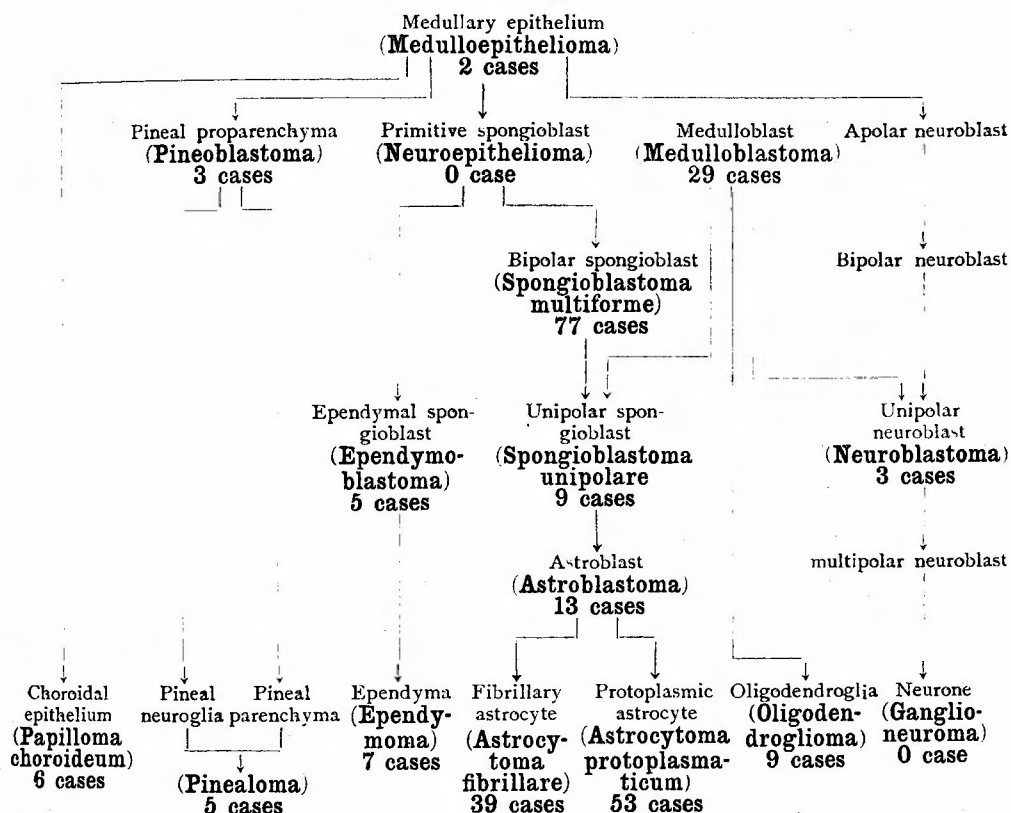 Medullary epithelium
(Medulloepithelioma)
2 cases
Pineal proparenchyma
(Pineoblastoma)
3 cases
Primitive spongioblast
(Neuroepithelioma)
0 case
Medulloblast
(Medulloblastoma)
29 cases
Apolar neuroblast
Bipolar spongioblast
(Spongioblastoma
multiforme)
77 cases
Bipolar neuroblast
Ependymal spon-
gioblast
(Ependymo-
blastoma)
5 cases
Unipolar spon-
gioblast
(Spongioblastoma
unipolare
9 cases
Unipolar
neuroblast
(Neuroblastoma)
3 cases
Astroblast
(Astroblastoma)
13 cases
multipolar neuroblast
Choroidal
epithelium
(Papilloma
choroideum)
6 cases
Pineal
neuroglia
Pineal
parenchyma
(Pinealoma)
5 cases
Ependyma
(Ependy-
moma)
7 cases
Fibrillary
astrocyte
(Astrocy-
toma
fibrillare)
39 cases
Protoplasmic
astrocyte
(Astrocytoma
protoplasma-
ticum)
53 cases
Oligodendroglia
(Oligoden-
droglioma)
9 cases
Neurone
(Ganglio-
neuroma)
0 case